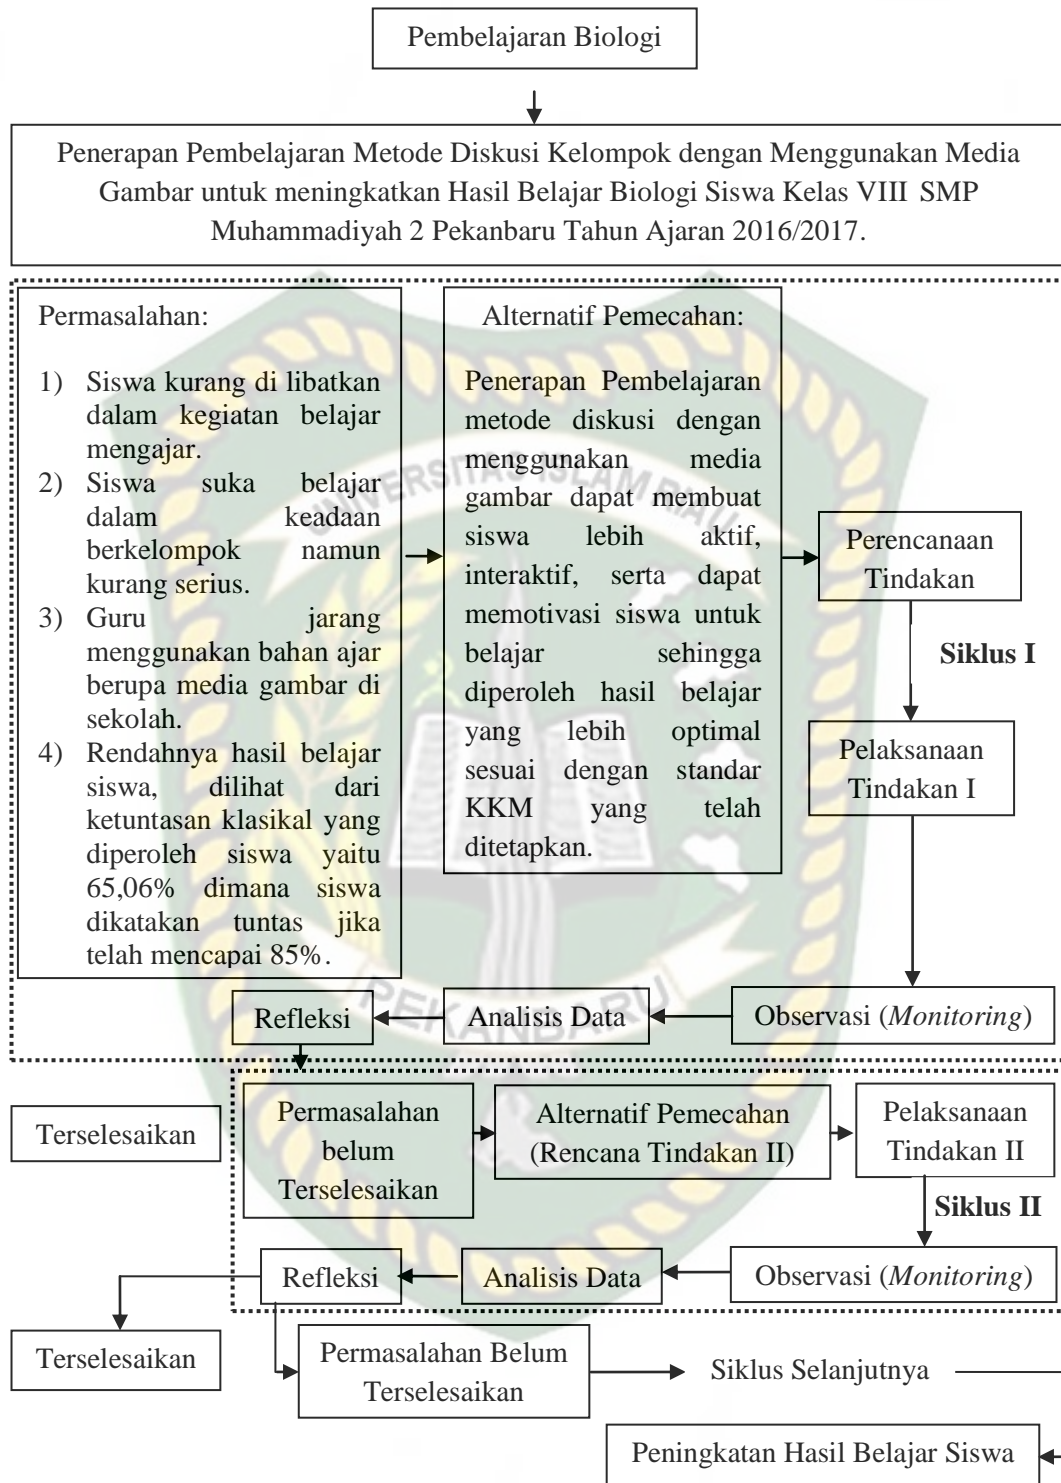 Pembelajaran Biologi
Penerapan Pembelajaran Metode Diskusi Kelompok dengan Menggunakan Media
Gambar untuk meningkatkan Hasil Belajar Biologi Siswa Kelas VIII SMP
Muhammadiyah 2 Pekanbaru Tahun Ajaran 2016/2017.
Permasalahan:
1) Siswa kurang di libatkan
dalam kegiatan belajar
mengajar.
2) Siswa suka belajar
dalam keadaan
berkelompok namun
kurang serius.
3) Guru jarang
menggunakan bahan ajar
berupa media gambar di
sekolah.
4) Rendahnya hasil belajar
siswa, dilihat dari
ketuntasan klasikal yang
diperoleh siswa yaitu
65,06% dimana siswa
dikatakan tuntas jika
telah mencapai 85%.
Alternatif Pemecahan:
Penerapan Pembelajaran
metode diskusi dengan
menggunakan media
gambar dapat membuat
siswa lebih aktif,
interaktif, serta dapat
memotivasi siswa untuk
belajar sehingga
diperoleh hasil belajar
yang lebih optimal
sesuai dengan standar
KKM yang telah
ditetapkan.
Perencanaan
Tindakan
Siklus I
Pelaksanaan
Tindakan I
Observasi (Monitoring)
Analisis Data
Refleksi
UNIVERSITAS ISLAM RIAU
PEKANBARU
Terselesaikan
Permasalahan
belum
Terselesaikan
Alternatif Pemecahan
(Rencana Tindakan II)
Pelaksanaan
Tindakan II
Siklus II
Observasi (Monitoring)
Analisis Data
Refleksi
Terselesaikan
Permasalahan Belum
Terselesaikan
Siklus Selanjutnya
Peningkatan Hasil Belajar Siswa